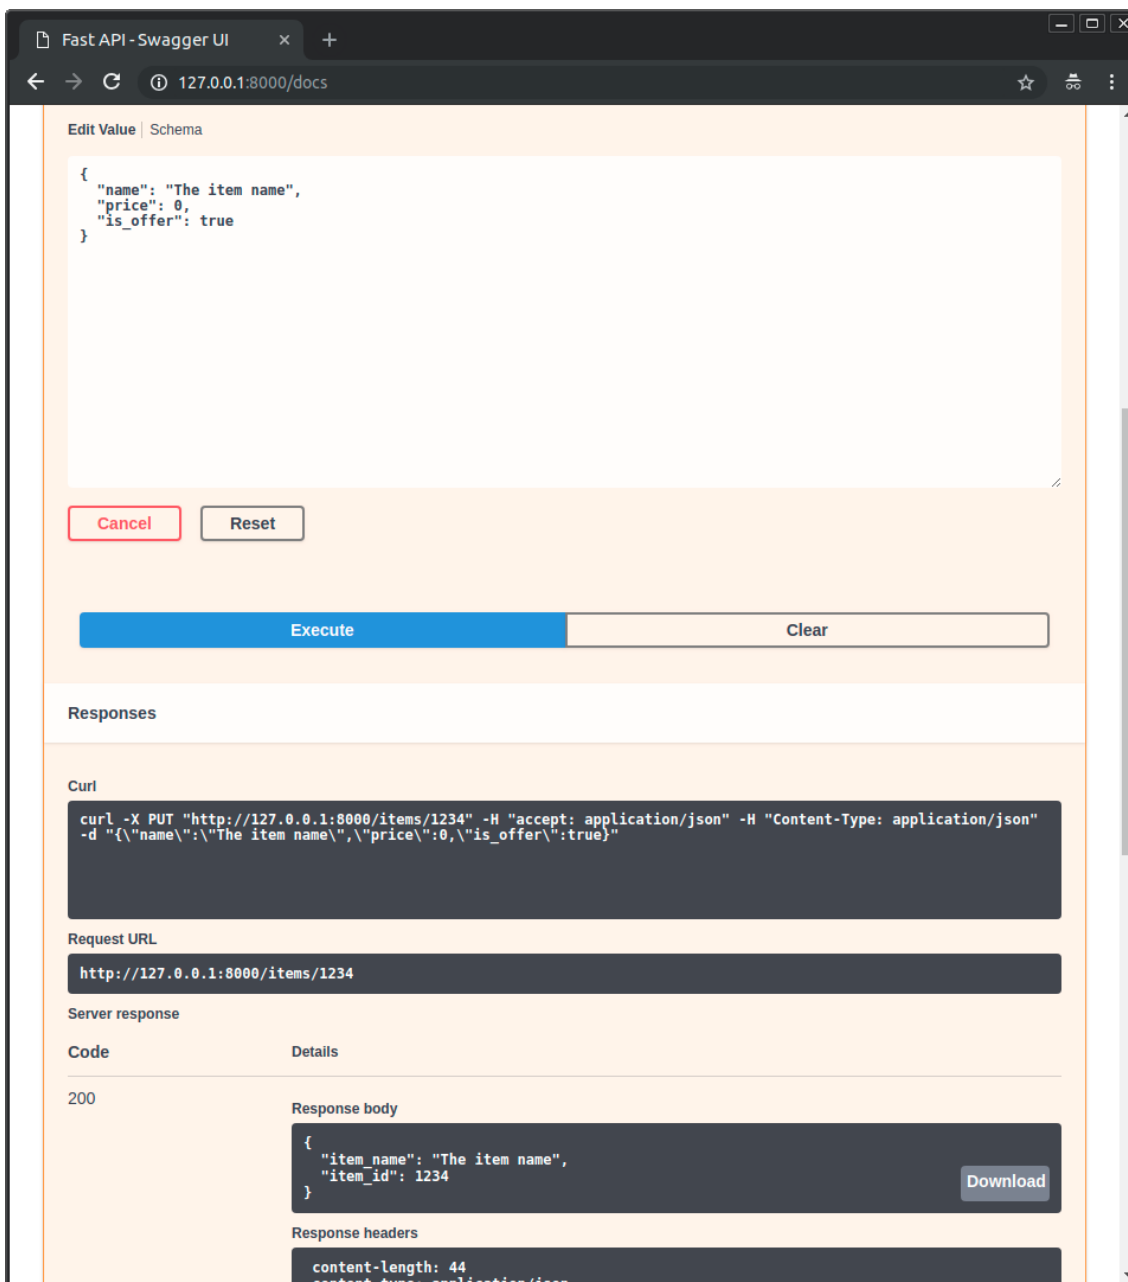 Fast API - Swagger UI
127.0.0.1:8000/docs
Edit Value Schema
{
"name": "The item name",
"price": 0,
"is_offer": true
}
Cancel Reset
Execute Clear
Responses
Curl
curl -X PUT "http://127.0.0.1:8000/items/1234" -H "accept: application/json" -H "Content-Type: application/json"
-d "{\"name\":\"The item name\",\"price\":0,\"is_offer\":true}"
Request URL
http://127.0.0.1:8000/items/1234
Server response
Code Details
200
Response body
{
"item_name": "The item name",
"item_id": 1234
}
Download
Response headers
content-length: 44
content-type: application/json